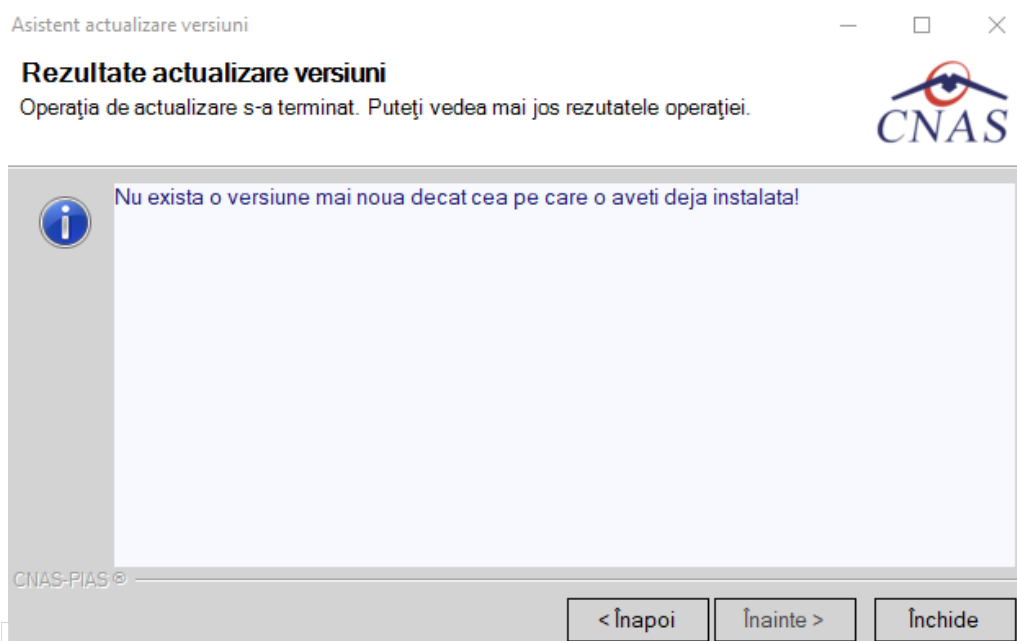 Asistent actualizare versiuni
Rezultate actualizare versiuni
Operaţia de actualizare s-a terminat. Puteţi vedea mai jos rezutatele operaţiei.
CNAS
Nu exista o versiune mai noua decat cea pe care o aveti deja instalata!
CNAS-PIAS ®
< Înapoi
Înainte >
Închide